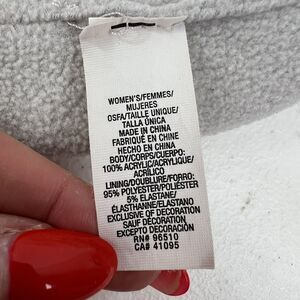 WOMEN'S/FEMMES/
MUJERES
OSFA/TAILLE UNIQUE/
TALLA ÚNICA
MADE IN CHINA
FABRIQUÉ EN CHINE
HECHO EN CHINA
BODY/CORPS/CUERPO:
100% ACRYLIC/ACRYLIQUE/
ACRÍLICO
LINING/DOUBLURE/FORRO:
95% POLYESTER/POLIÉSTER
5% ELASTANE/
ÉLASTHANNE/ELASTANO
EXCLUSIVE OF DECORATION
SAUF DÉCORATION
EXCEPTO DECORACIÓN
RN# 96510
CA# 41095